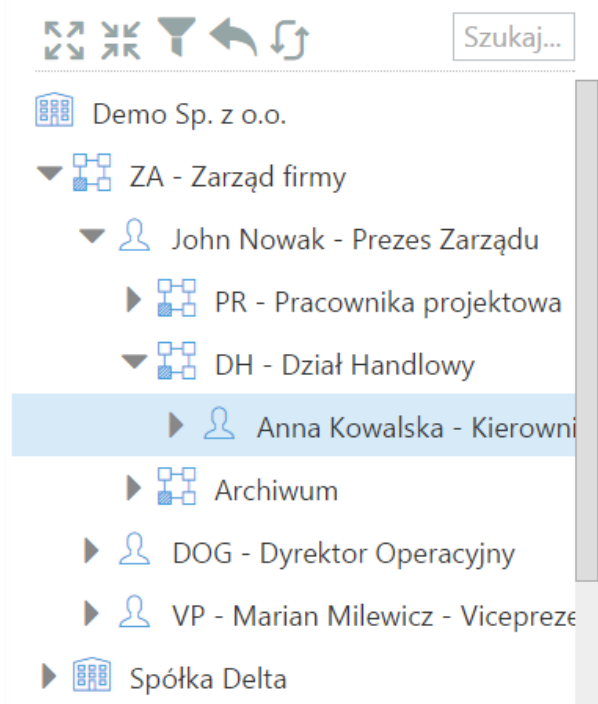 Szukaj...
Demo Sp. z o.o.
ZA - Zarząd firmy
John Nowak - Prezes Zarządu
PR - Pracownika projektowa
DH - Dział Handlowy
Anna Kowalska - Kierowni
Archiwum
DOG - Dyrektor Operacyjny
VP - Marian Milewicz - Vicepreze
Spółka Delta